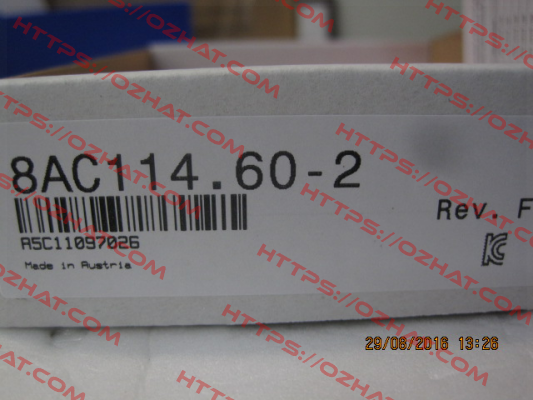 8AC114.60-2
Rev. F
A5C11097026
Made in Austria
29/06/2016 13:26
HTTPS://OZHAT.COM